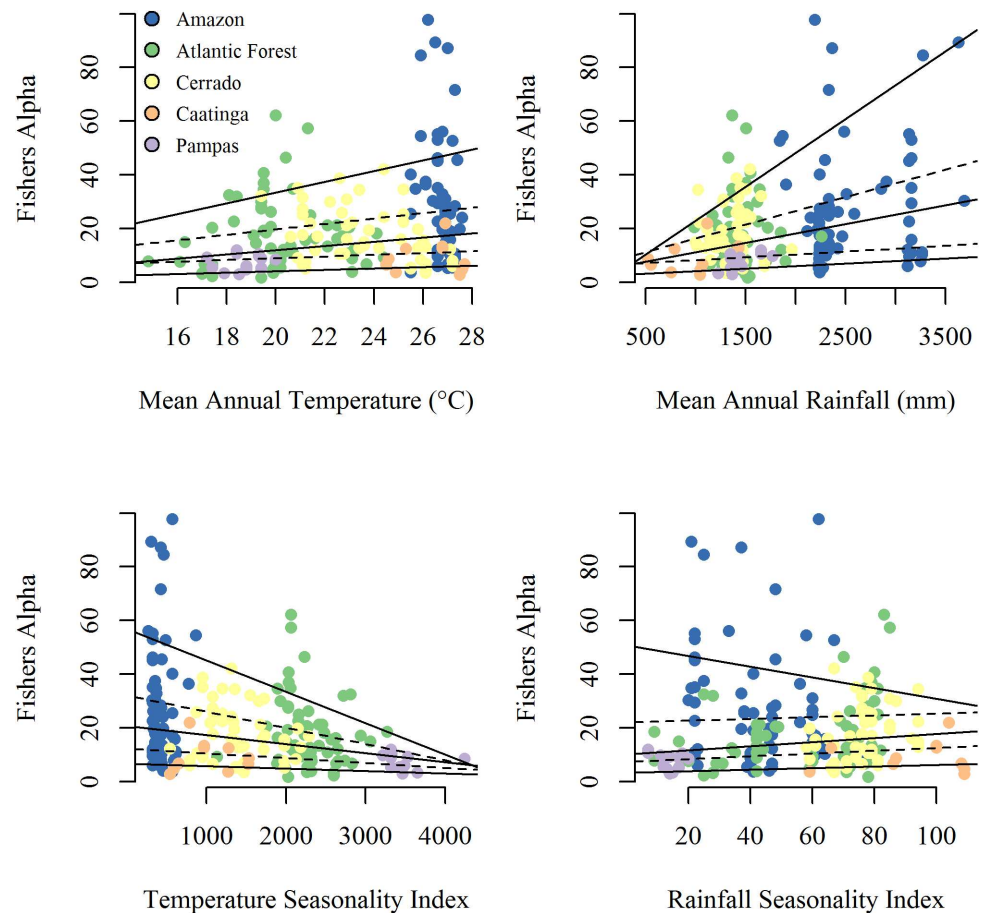 Amazon
Atlantic Forest
Cerrado
Caatinga
Pampas
Fishers Alpha
0 20 40 60 80
16 18 20 22 24 26 28
Mean Annual Temperature (°C)
Fishers Alpha
0 20 40 60 80
500 1500 2500 3500
Mean Annual Rainfall (mm)
Fishers Alpha
0 20 40 60 80
1000 2000 3000 4000
Temperature Seasonality Index
Fishers Alpha
0 20 40 60 80
20 40 60 80 100
Rainfall Seasonality Index